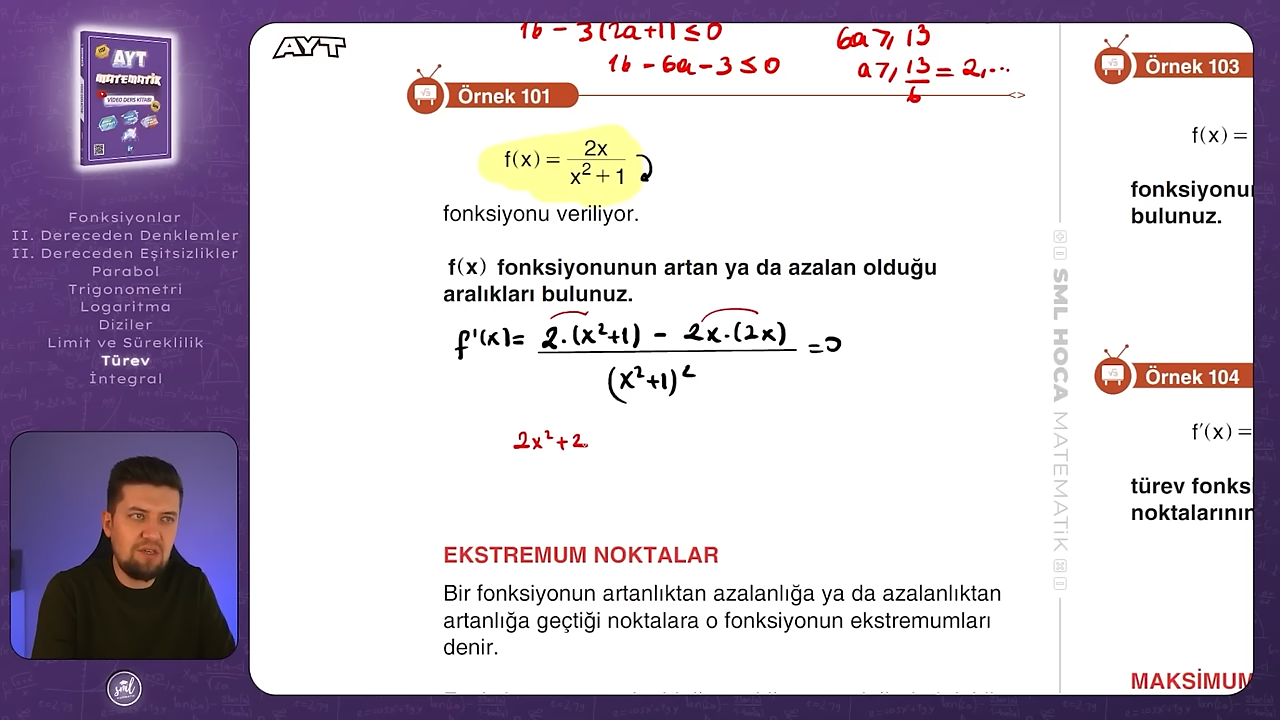 AYT
MATEMATİK
VİDEO DERS KİTABI
Fonksiyonlar
II. Dereceden Denklemler
II. Dereceden Eşitsizlikler
Parabol
Trigonometri
Logaritma
Diziler
Limit ve Süreklilik
Türev
İntegral
sml
AYT
16 - 3(2a+1) ≤ 0
16 - 6a - 3 ≤ 0
6a ≥ 13
a ≥ 13/6 = 2,...
Örnek 101
f(x) = 2x / x² + 1
fonksiyonu veriliyor.
f(x) fonksiyonunun artan ya da azalan olduğu
aralıkları bulunuz.
f'(x) = 2.(x²+1) - 2x.(2x) / (x²+1)² = 0
2x² + 2
EKSTREMUM NOKTALAR
Bir fonksiyonun artanlıktan azalanlığa ya da azalanlıktan
artanlığa geçtiği noktalara o fonksiyonun ekstremumları
denir.
SML HOCA MATEMATİK
Örnek 103
f(x) =
fonksiyonu
bulunuz.
Örnek 104
f′(x) =
türev fonks
noktalarının
MAKSİMUM